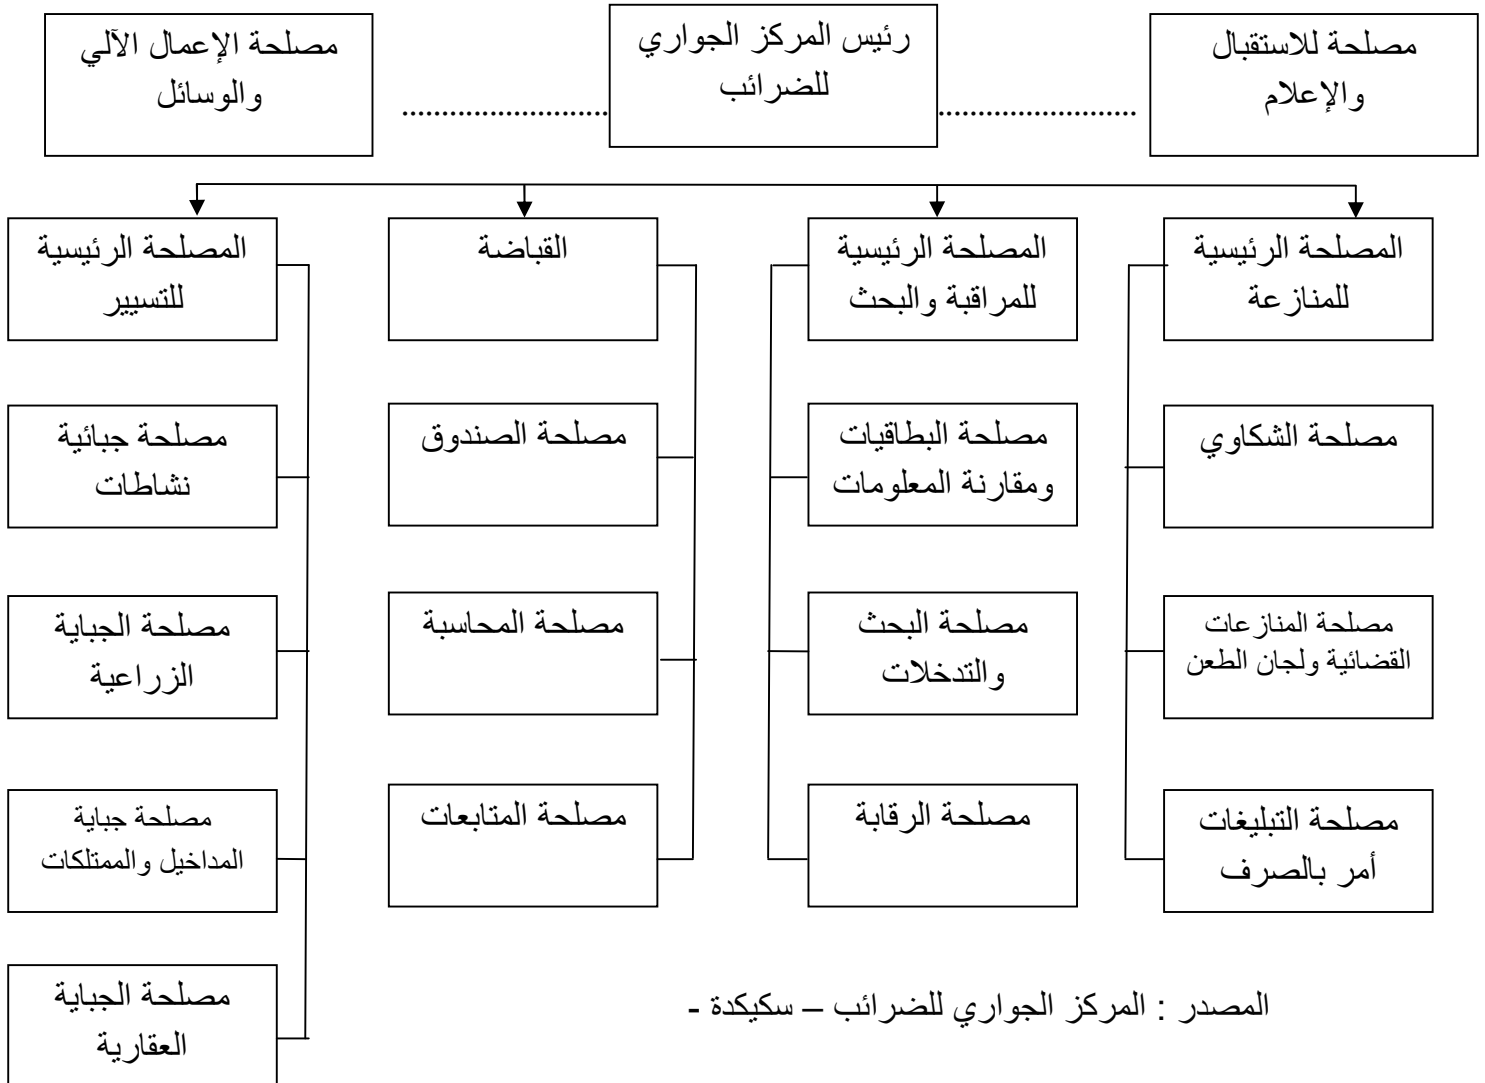 مصلحة للاستقبال
والإعلام
رئيس المركز الجواري
للضرائب
مصلحة الإعمال الآلي
والوسائل
المصلحة الرئيسية
للمنازعة
المصلحة الرئيسية
للمراقبة والبحث
القباضة
المصلحة الرئيسية
للتسيير
مصلحة الشكاوي
مصلحة البطاقيات
ومقارنة المعلومات
مصلحة الصندوق
مصلحة جبائية
نشاطات
مصلحة المنازعات
القضائية ولجان الطعن
مصلحة البحث
والتدخلات
مصلحة المحاسبة
مصلحة الجباية
الزراعية
مصلحة التبليغات
أمر بالصرف
مصلحة الرقابة
مصلحة المتابعات
مصلحة جباية
المداخيل والممتلكات
مصلحة الجباية
العقارية
المصدر : المركز الجواري للضرائب – سكيكدة -